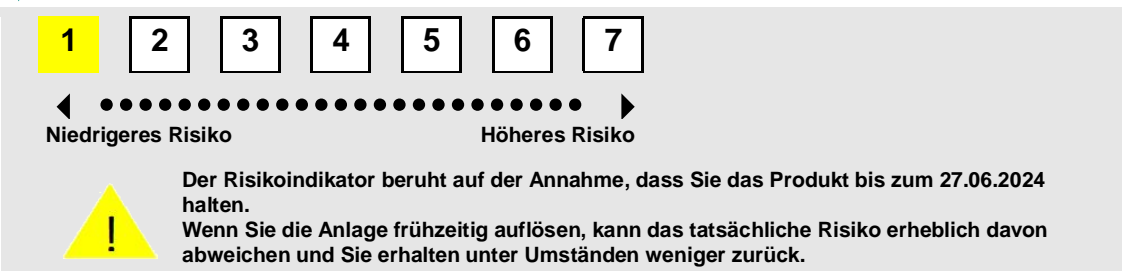 1 2 3 4 5 6 7
Niedrigeres Risiko Höheres Risiko
! Der Risikoindikator beruht auf der Annahme, dass Sie das Produkt bis zum 27.06.2024
halten.
Wenn Sie die Anlage frühzeitig auflösen, kann das tatsächliche Risiko erheblich davon
abweichen und Sie erhalten unter Umständen weniger zurück.